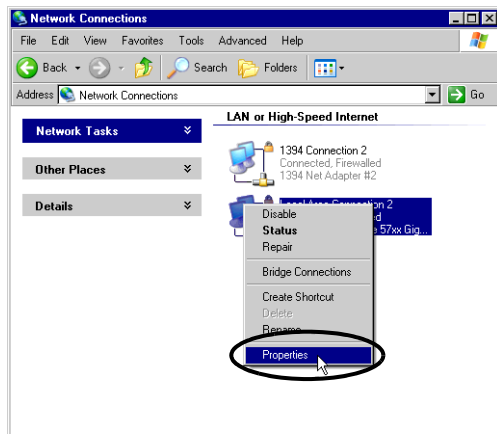 Network Connections
File Edit View Favorites Tools Advanced Help
Back Search Folders
Address Network Connections Go
Network Tasks
Other Places
Details
LAN or High-Speed Internet
1394 Connection 2
Connected, Firewalled
1394 Net Adapter #2
Local Area Connection 2
57xx Gig...
Disable
Status
Repair
Bridge Connections
Create Shortcut
Delete
Rename
Properties